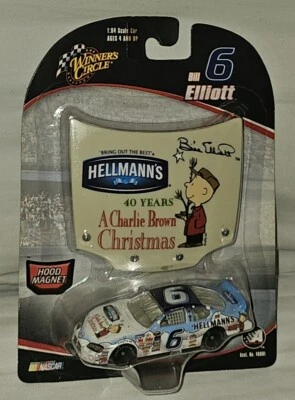 WINNER'S CIRCLE
1:64 Scale Car
AGES 4 AND UP
6
Bill
Elliott
"BRING OUT THE BEST"®
HELLMANN'S
40 YEARS
A Charlie Brown
Christmas
HOOD
MAGNET
6
HELLMANN'S
6
NASCAR